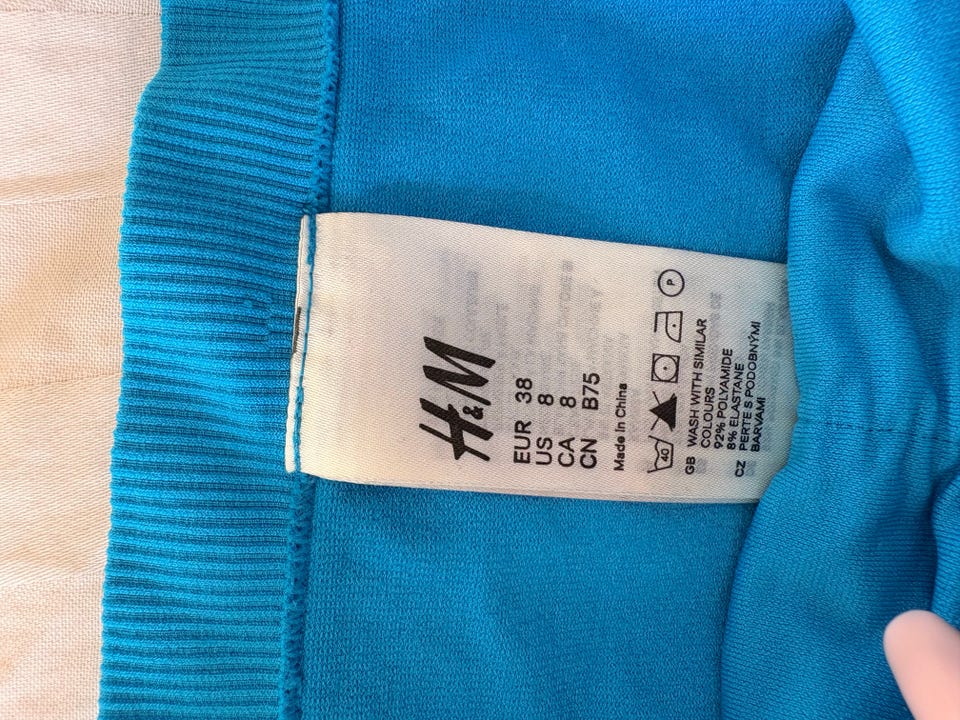 H&M
EUR 38
US 8
CA 8
CN B75
Made in China
40 P
GB WASH WITH SIMILAR
COLOURS
92% POLYAMIDE
8% ELASTANE
CZ PERTE S PODOBNÝMI
BARVAMI